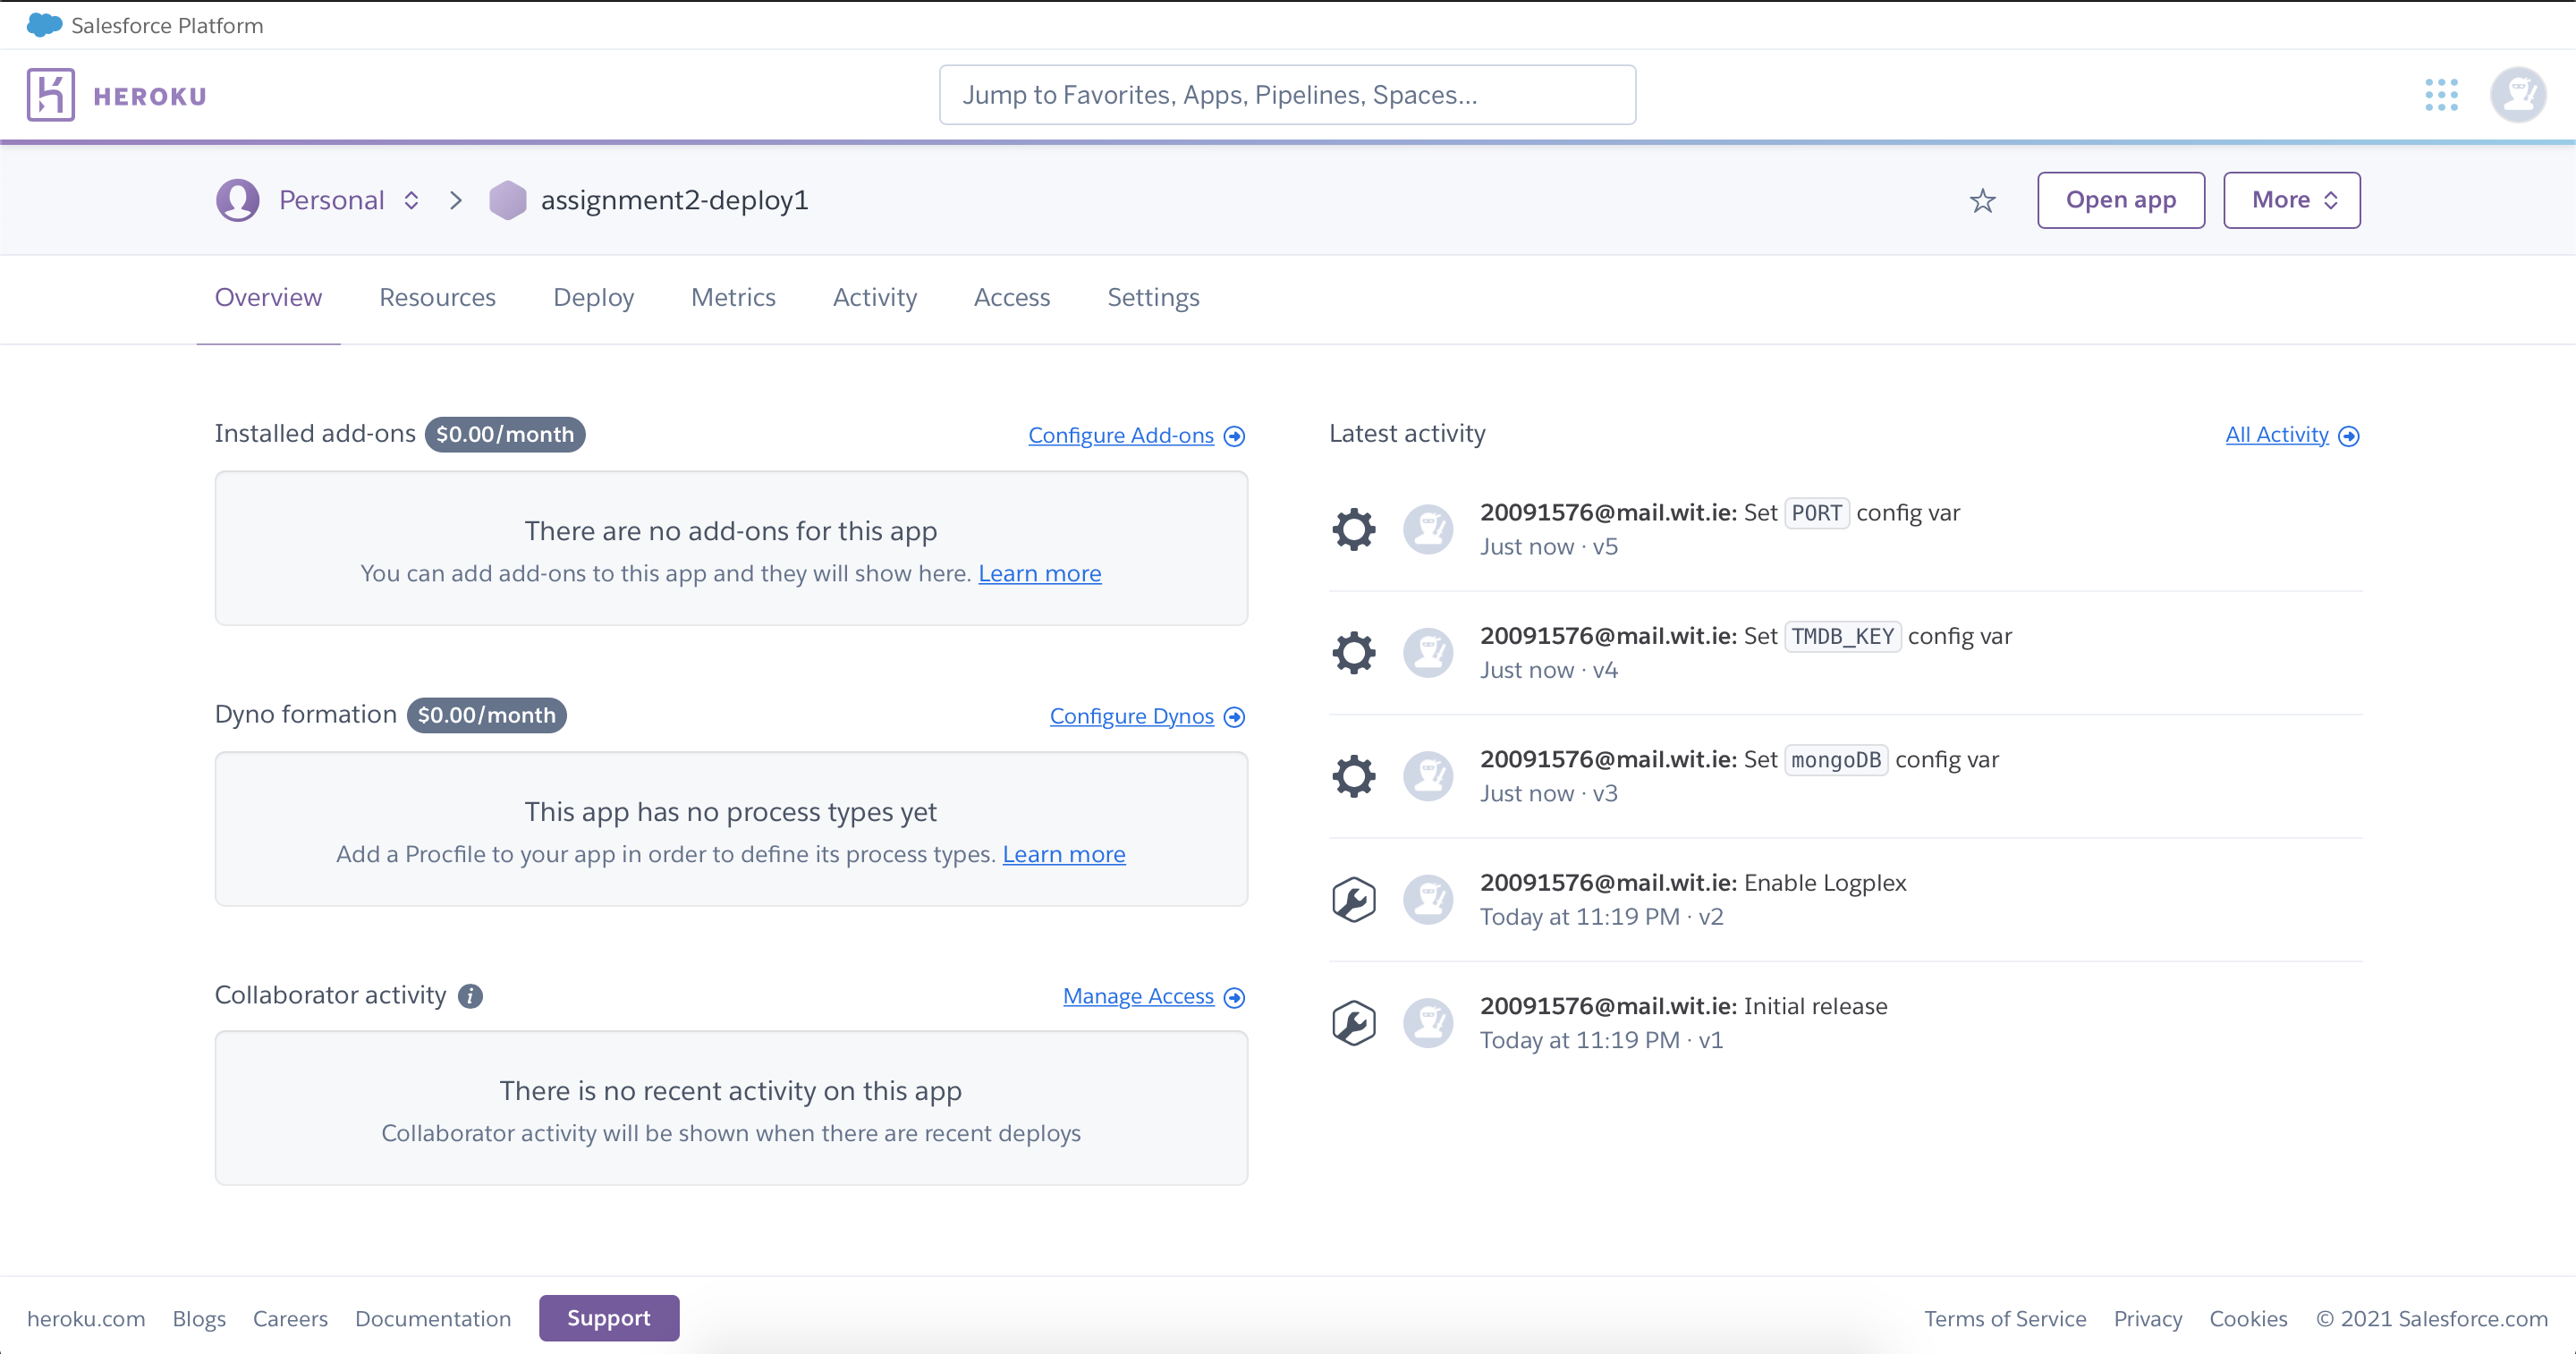 Salesforce Platform
HEROKU
Jump to Favorites, Apps, Pipelines, Spaces...
Personal
assignment2-deploy1
Open app
More
Overview
Resources
Deploy
Metrics
Activity
Access
Settings
Installed add-ons $0.00/month
Configure Add-ons
There are no add-ons for this app
You can add add-ons to this app and they will show here. Learn more
Dyno formation $0.00/month
Configure Dynos
This app has no process types yet
Add a Procfile to your app in order to define its process types. Learn more
Collaborator activity i
Manage Access
There is no recent activity on this app
Collaborator activity will be shown when there are recent deploys
Latest activity
All Activity
20091576@mail.wit.ie: Set PORT config var
Just now · v5
20091576@mail.wit.ie: Set TMDB_KEY config var
Just now · v4
20091576@mail.wit.ie: Set mongoDB config var
Just now · v3
20091576@mail.wit.ie: Enable Logplex
Today at 11:19 PM · v2
20091576@mail.wit.ie: Initial release
Today at 11:19 PM · v1
heroku.com
Blogs
Careers
Documentation
Support
Terms of Service
Privacy
Cookies
© 2021 Salesforce.com